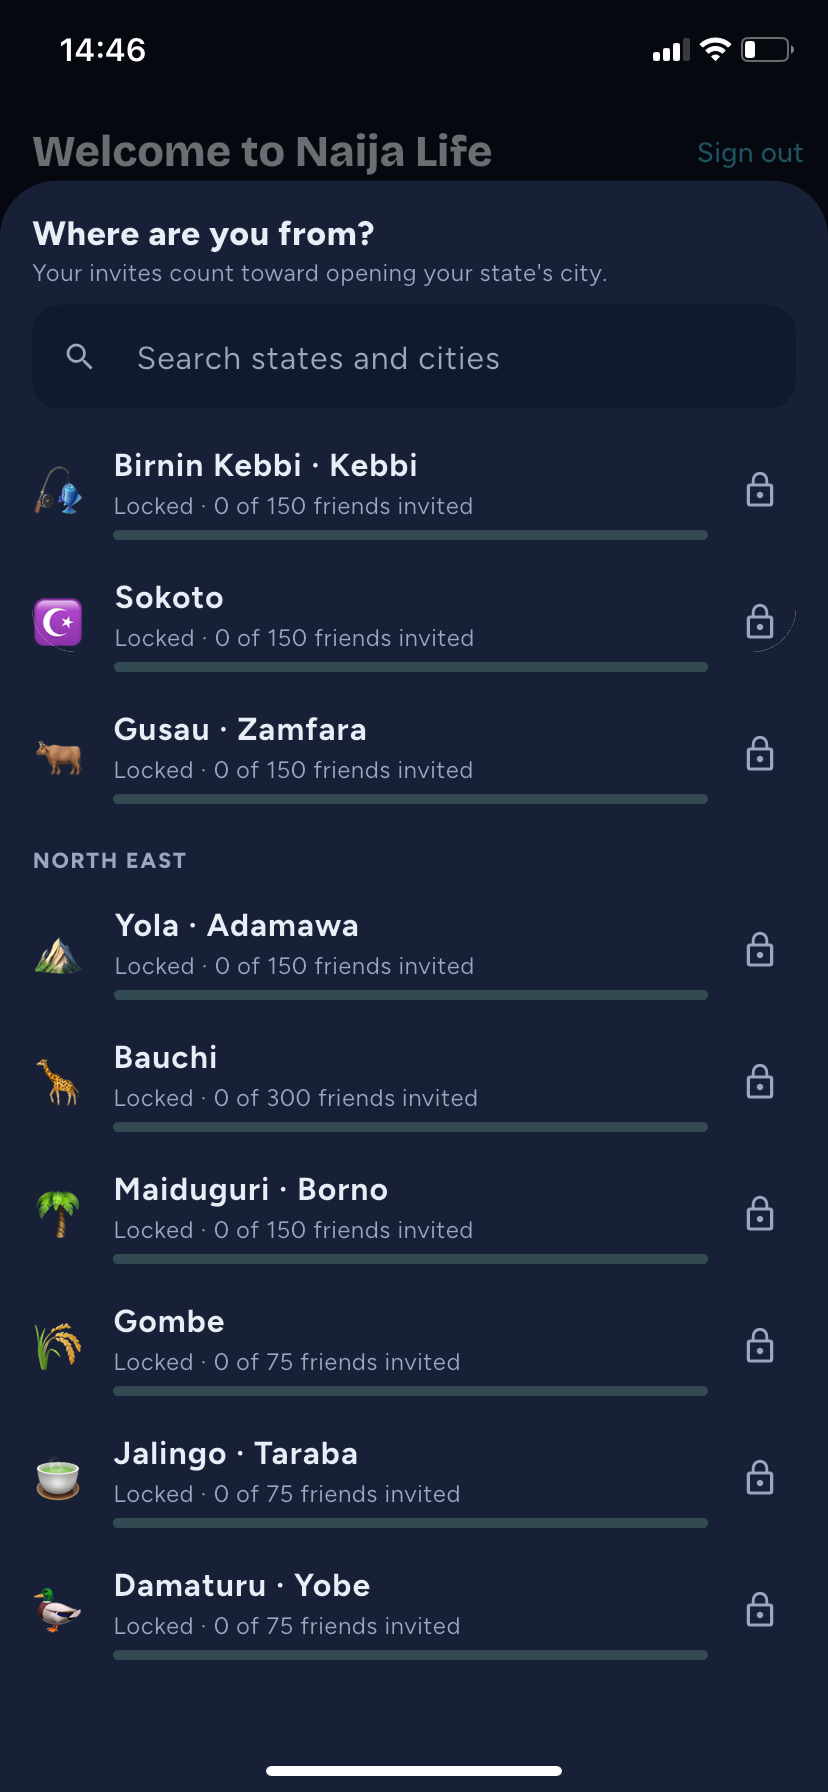 14:46
Welcome to Naija Life
Sign out
Where are you from?
Your invites count toward opening your state's city.
Search states and cities
Birnin Kebbi · Kebbi
Locked · 0 of 150 friends invited
Sokoto
Locked · 0 of 150 friends invited
Gusau · Zamfara
Locked · 0 of 150 friends invited
NORTH EAST
Yola · Adamawa
Locked · 0 of 150 friends invited
Bauchi
Locked · 0 of 300 friends invited
Maiduguri · Borno
Locked · 0 of 150 friends invited
Gombe
Locked · 0 of 75 friends invited
Jalingo · Taraba
Locked · 0 of 75 friends invited
Damaturu · Yobe
Locked · 0 of 75 friends invited